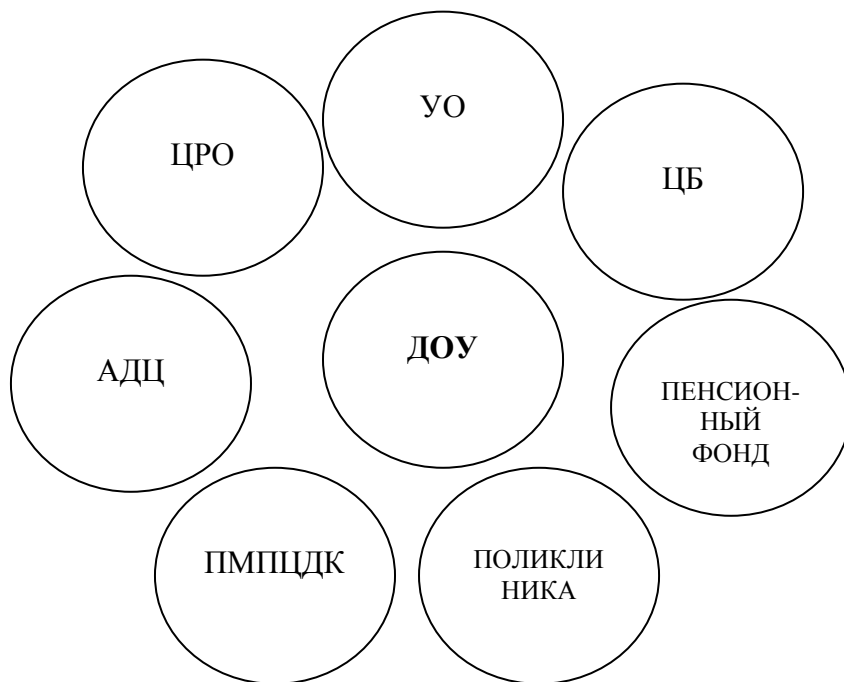 УО
ЦРО
ЦБ
ДОУ
АДЦ
ПЕНСИОН-
НЫЙ
ФОНД
ПМПЦДК
ПОЛИКЛИ
НИКА